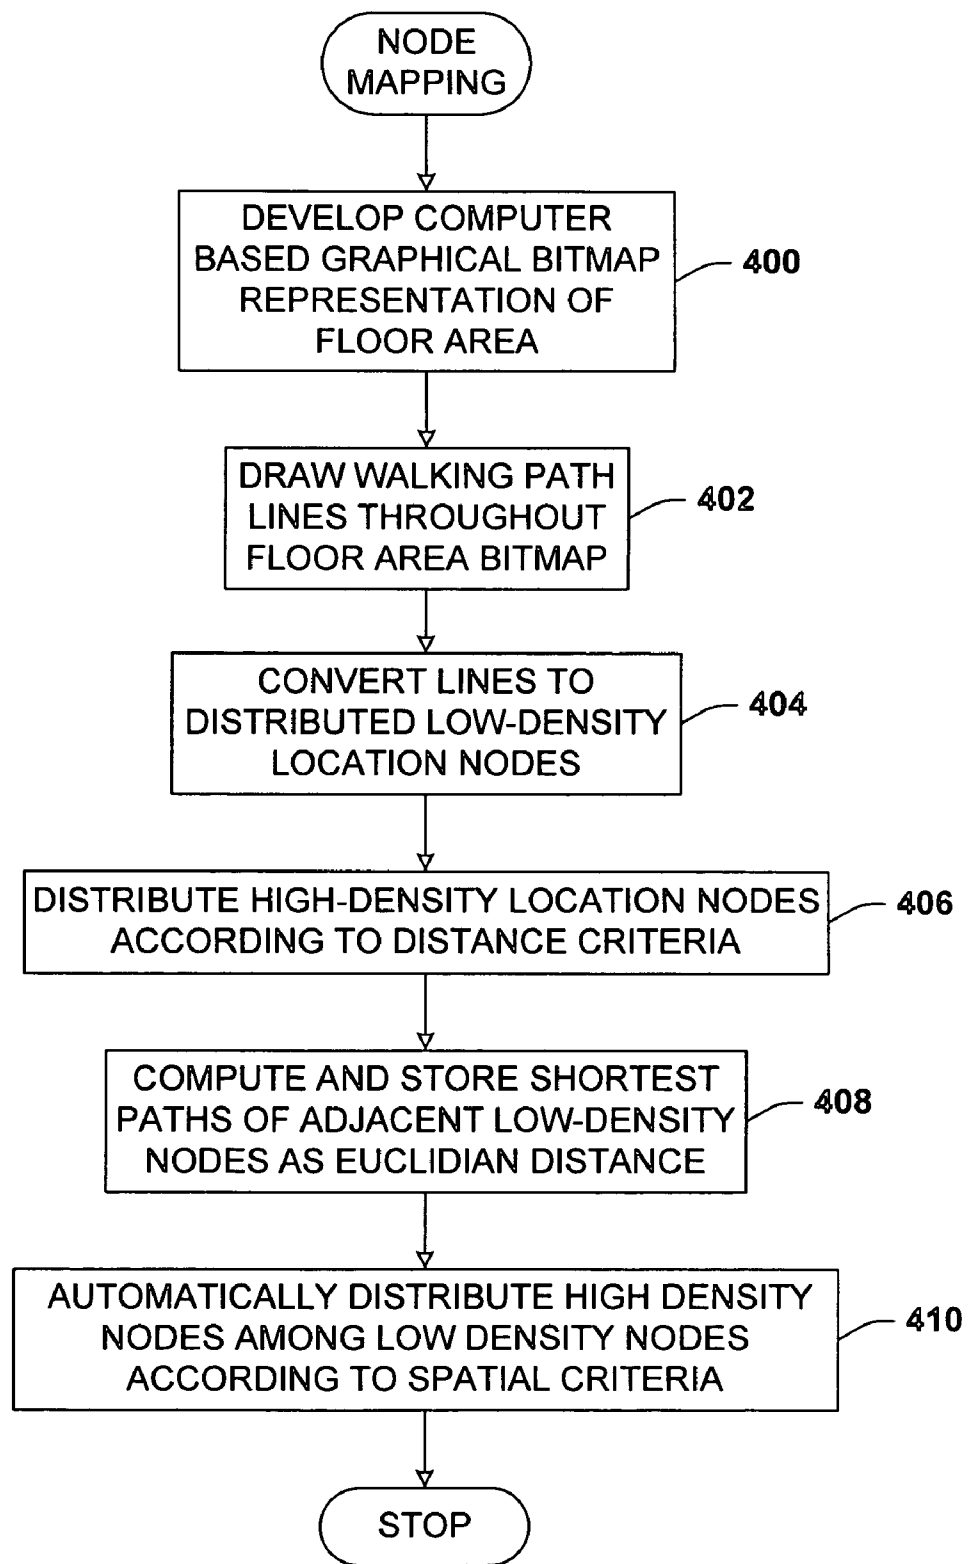 NODE
MAPPING
DEVELOP COMPUTER
BASED GRAPHICAL BITMAP
REPRESENTATION OF
FLOOR AREA
400
DRAW WALKING PATH
LINES THROUGHOUT
FLOOR AREA BITMAP
402
CONVERT LINES TO
DISTRIBUTED LOW-DENSITY
LOCATION NODES
404
DISTRIBUTE HIGH-DENSITY LOCATION NODES
ACCORDING TO DISTANCE CRITERIA
406
COMPUTE AND STORE SHORTEST
PATHS OF ADJACENT LOW-DENSITY
NODES AS EUCLIDIAN DISTANCE
408
AUTOMATICALLY DISTRIBUTE HIGH DENSITY
NODES AMONG LOW DENSITY NODES
ACCORDING TO SPATIAL CRITERIA
410
STOP